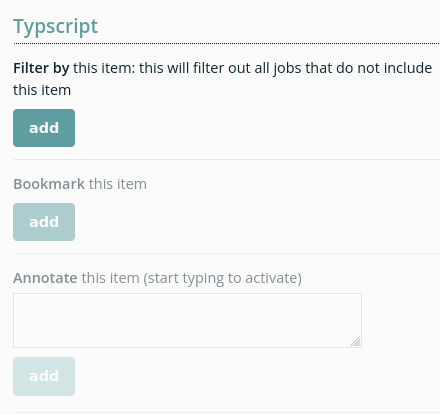 Typscript
Filter by this item: this will filter out all jobs that do not include
this item
add
Bookmark this item
add
Annotate this item (start typing to activate)
add